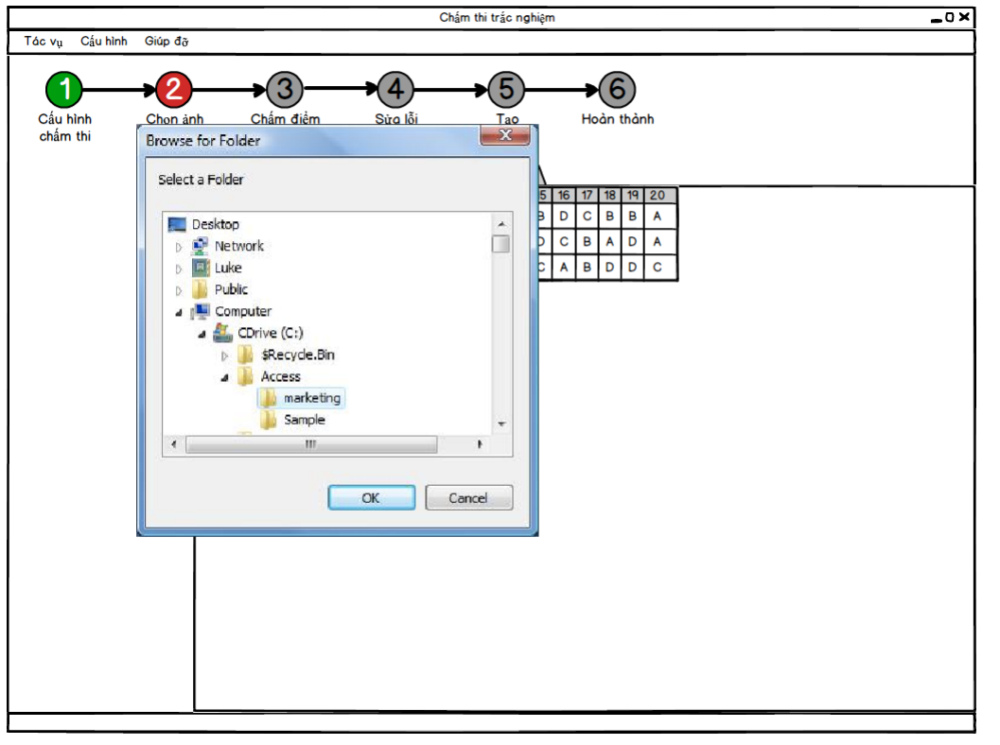 Chấm thi trắc nghiệm
Tác vụ Cấu hình Giúp đỡ
1 2 3 4 5 6
Cấu hình chấm thi
Chọn ảnh
Chấm điểm
Sửa lỗi
Tạo
Hoàn thành
Browse for Folder
Select a Folder
Desktop
Network
Luke
Public
Computer
CDrive (C:)
$Recycle.Bin
Access
marketing
Sample
OK Cancel
16 17 18 19 20
B D C B B A
D C B A D A
C A B D D C